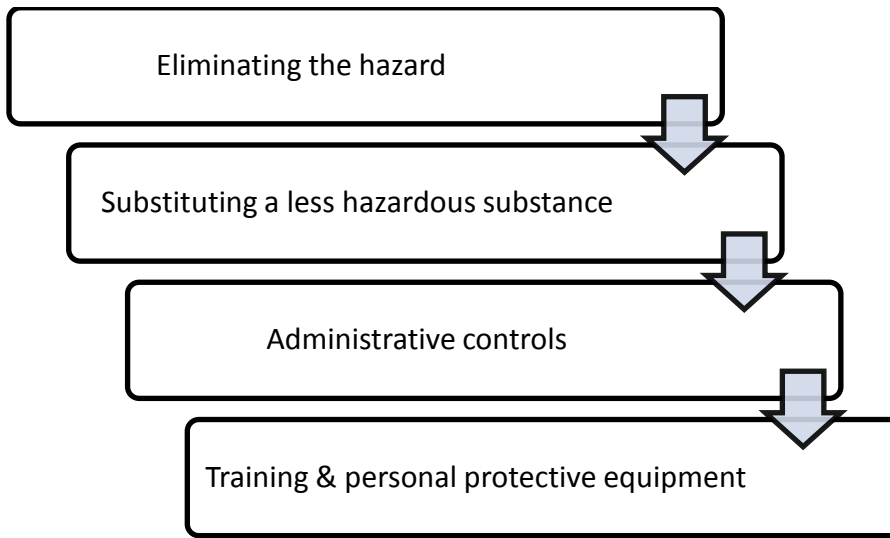 Eliminating the hazard
Substituting a less hazardous substance
Administrative controls
Training & personal protective equipment